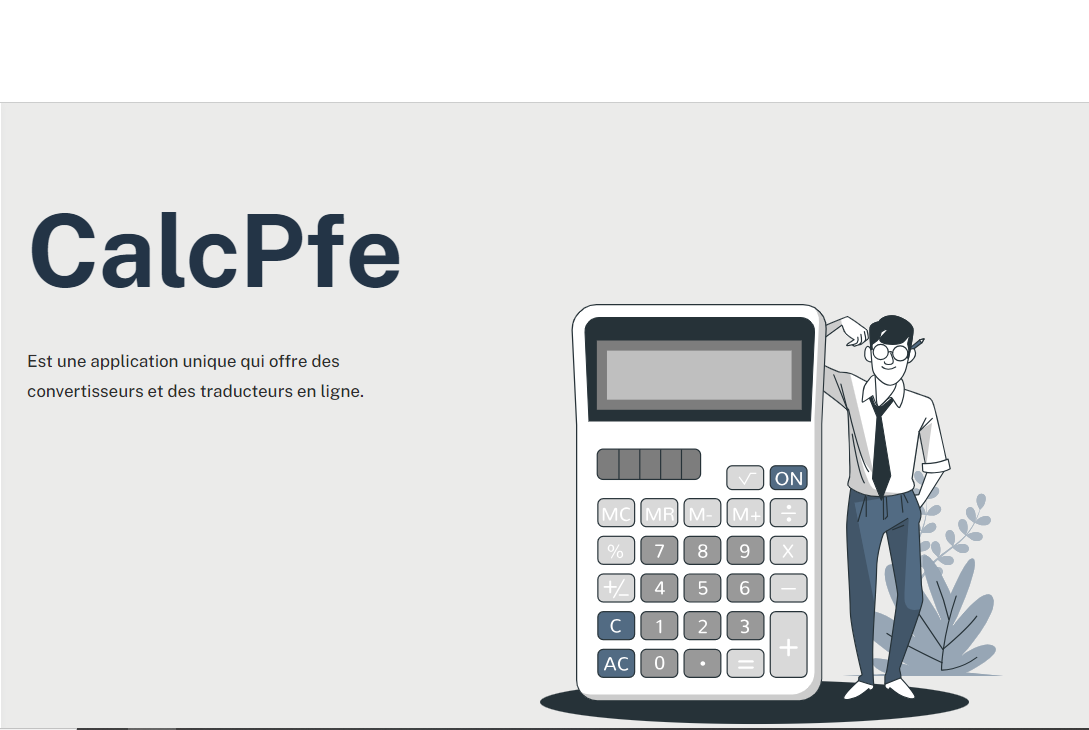 CalcPfe
Est une application unique qui offre des
convertisseurs et des traducteurs en ligne.
√ ON
MC MR M- M+ ÷
% 7 8 9 X
+/− 4 5 6 −
C 1 2 3 +
AC 0 • =